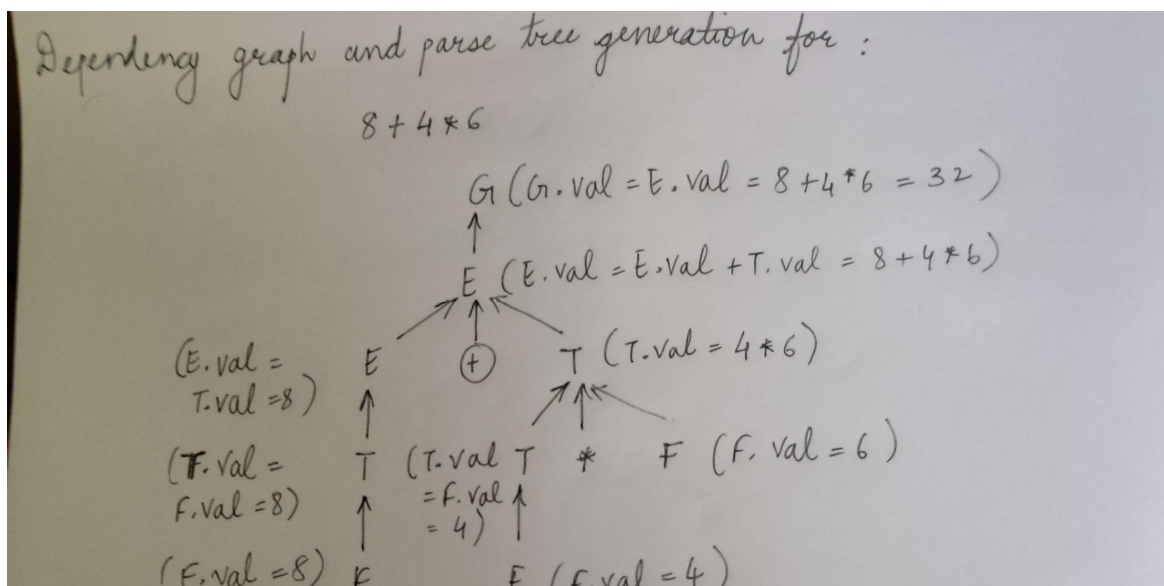 Dependency graph and parse tree generation for :
8 + 4 * 6
G (G.val = E.val = 8 + 4 * 6 = 32)
E (E.val = E.val + T.val = 8 + 4 * 6)
(E.val = T.val = 8) E + T (T.val = 4 * 6)
(T.val = F.val = 8) T (T.val = F.val = 4) T * F (F.val = 6)
(F.val = 8) F F (F.val = 4)